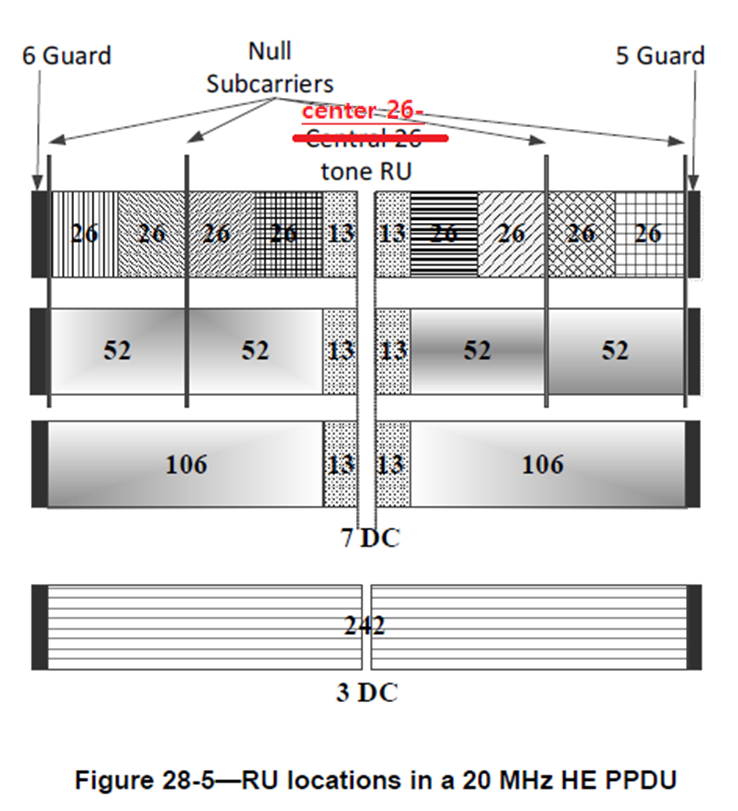 6 Guard
Null
Subcarriers
5 Guard
center 26-
Central 26-
tone RU
26 26 26 26 13 13 26 26 26 26
52 52 13 13 52 52
106 13 13 106
7 DC
242
3 DC
Figure 28-5—RU locations in a 20 MHz HE PPDU